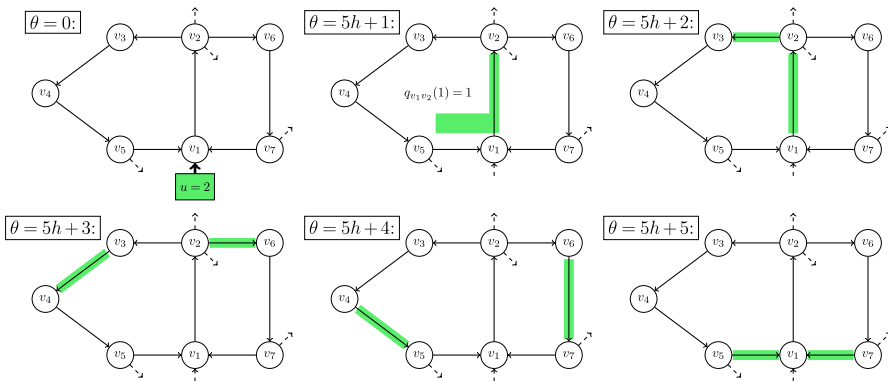 θ = 0:
v3
v2
v6
v4
v5
v1
v7
u = 2
θ = 5h + 1:
v3
v2
v6
v4
q_{v1v2}(1) = 1
v5
v1
v7
θ = 5h + 2:
v3
v2
v6
v4
v5
v1
v7
θ = 5h + 3:
v3
v2
v6
v4
v5
v1
v7
θ = 5h + 4:
v3
v2
v6
v4
v5
v1
v7
θ = 5h + 5:
v3
v2
v6
v4
v5
v1
v7